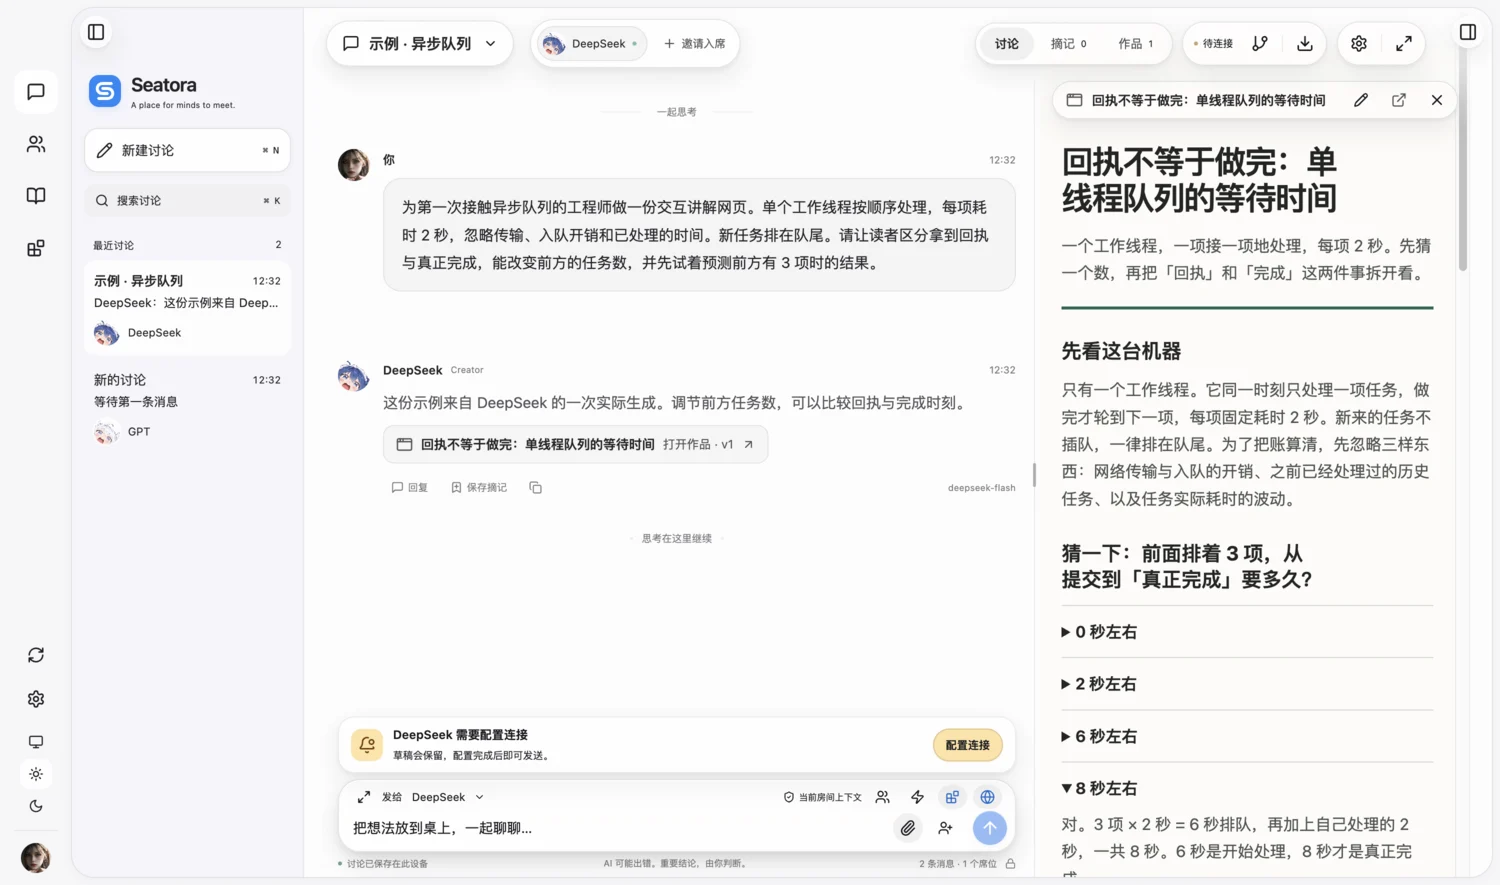 Seatora
A place for minds to meet.
新建讨论
⌘ N
搜索讨论
⌘ K
最近讨论
2
示例 · 异步队列
12:32
DeepSeek：这份示例来自 Deep...
DeepSeek
新的讨论
12:32
等待第一条消息
GPT
示例 · 异步队列
DeepSeek
邀请入席
讨论
摘记 0
作品 1
待连接
一起思考
你
12:32
为第一次接触异步队列的工程师做一份交互讲解网页。单个工作线程按顺序处理，每项耗
时 2 秒，忽略传输、入队开销和已处理的时间。新任务排在队尾。请让读者区分拿到回执
与真正完成，能改变前方的任务数，并先试着预测前方有 3 项时的结果。
DeepSeek
Creator
12:32
这份示例来自 DeepSeek 的一次实际生成。调节前方任务数，可以比较回执与完成时刻。
回执不等于做完：单线程队列的等待时间
打开作品 · v1
回复
保存摘记
deepseek-flash
思考在这里继续
DeepSeek 需要配置连接
草稿会保留，配置完成后即可发送。
配置连接
发给
DeepSeek
当前房间上下文
把想法放到桌上，一起聊聊...
讨论已保存在此设备
AI 可能出错。重要结论，由你判断。
2 条消息 · 1 个席位
回执不等于做完：单线程队列的等待时间
回执不等于做完：单
线程队列的等待时间
一个工作线程，一项接一项地处理，每项 2 秒。先猜
一个数，再把「回执」和「完成」这两件事拆开看。
先看这台机器
只有一个工作线程。它同一时刻只处理一项任务，做
完才轮到下一项，每项固定耗时 2 秒。新来的任务不
插队，一律排在队尾。为了把账算清，先忽略三样东
西：网络传输与入队的开销、之前已经处理过的历史
任务、以及任务实际耗时的波动。
猜一下：前面排着 3 项，从
提交到「真正完成」要多久？
0 秒左右
2 秒左右
6 秒左右
8 秒左右
对。3 项 × 2 秒 = 6 秒排队，再加上自己处理的 2
秒，一共 8 秒。6 秒是开始处理，8 秒才是真正完